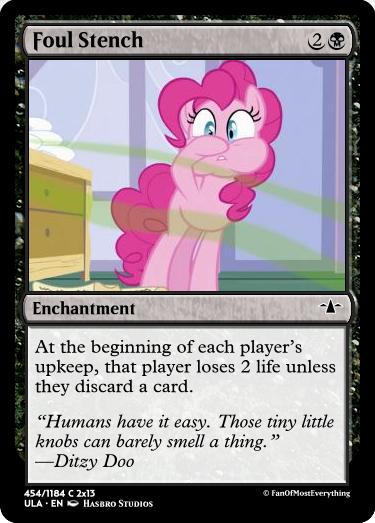 Foul Stench 2
Enchantment
At the beginning of each player's
upkeep, that player loses 2 life unless
they discard a card.
“Humans have it easy. Those tiny little
knobs can barely smell a thing.”
—Ditzy Doo
454/1184 C 2x13
ULA • EN Hasbro Studios © FanOfMostEverything